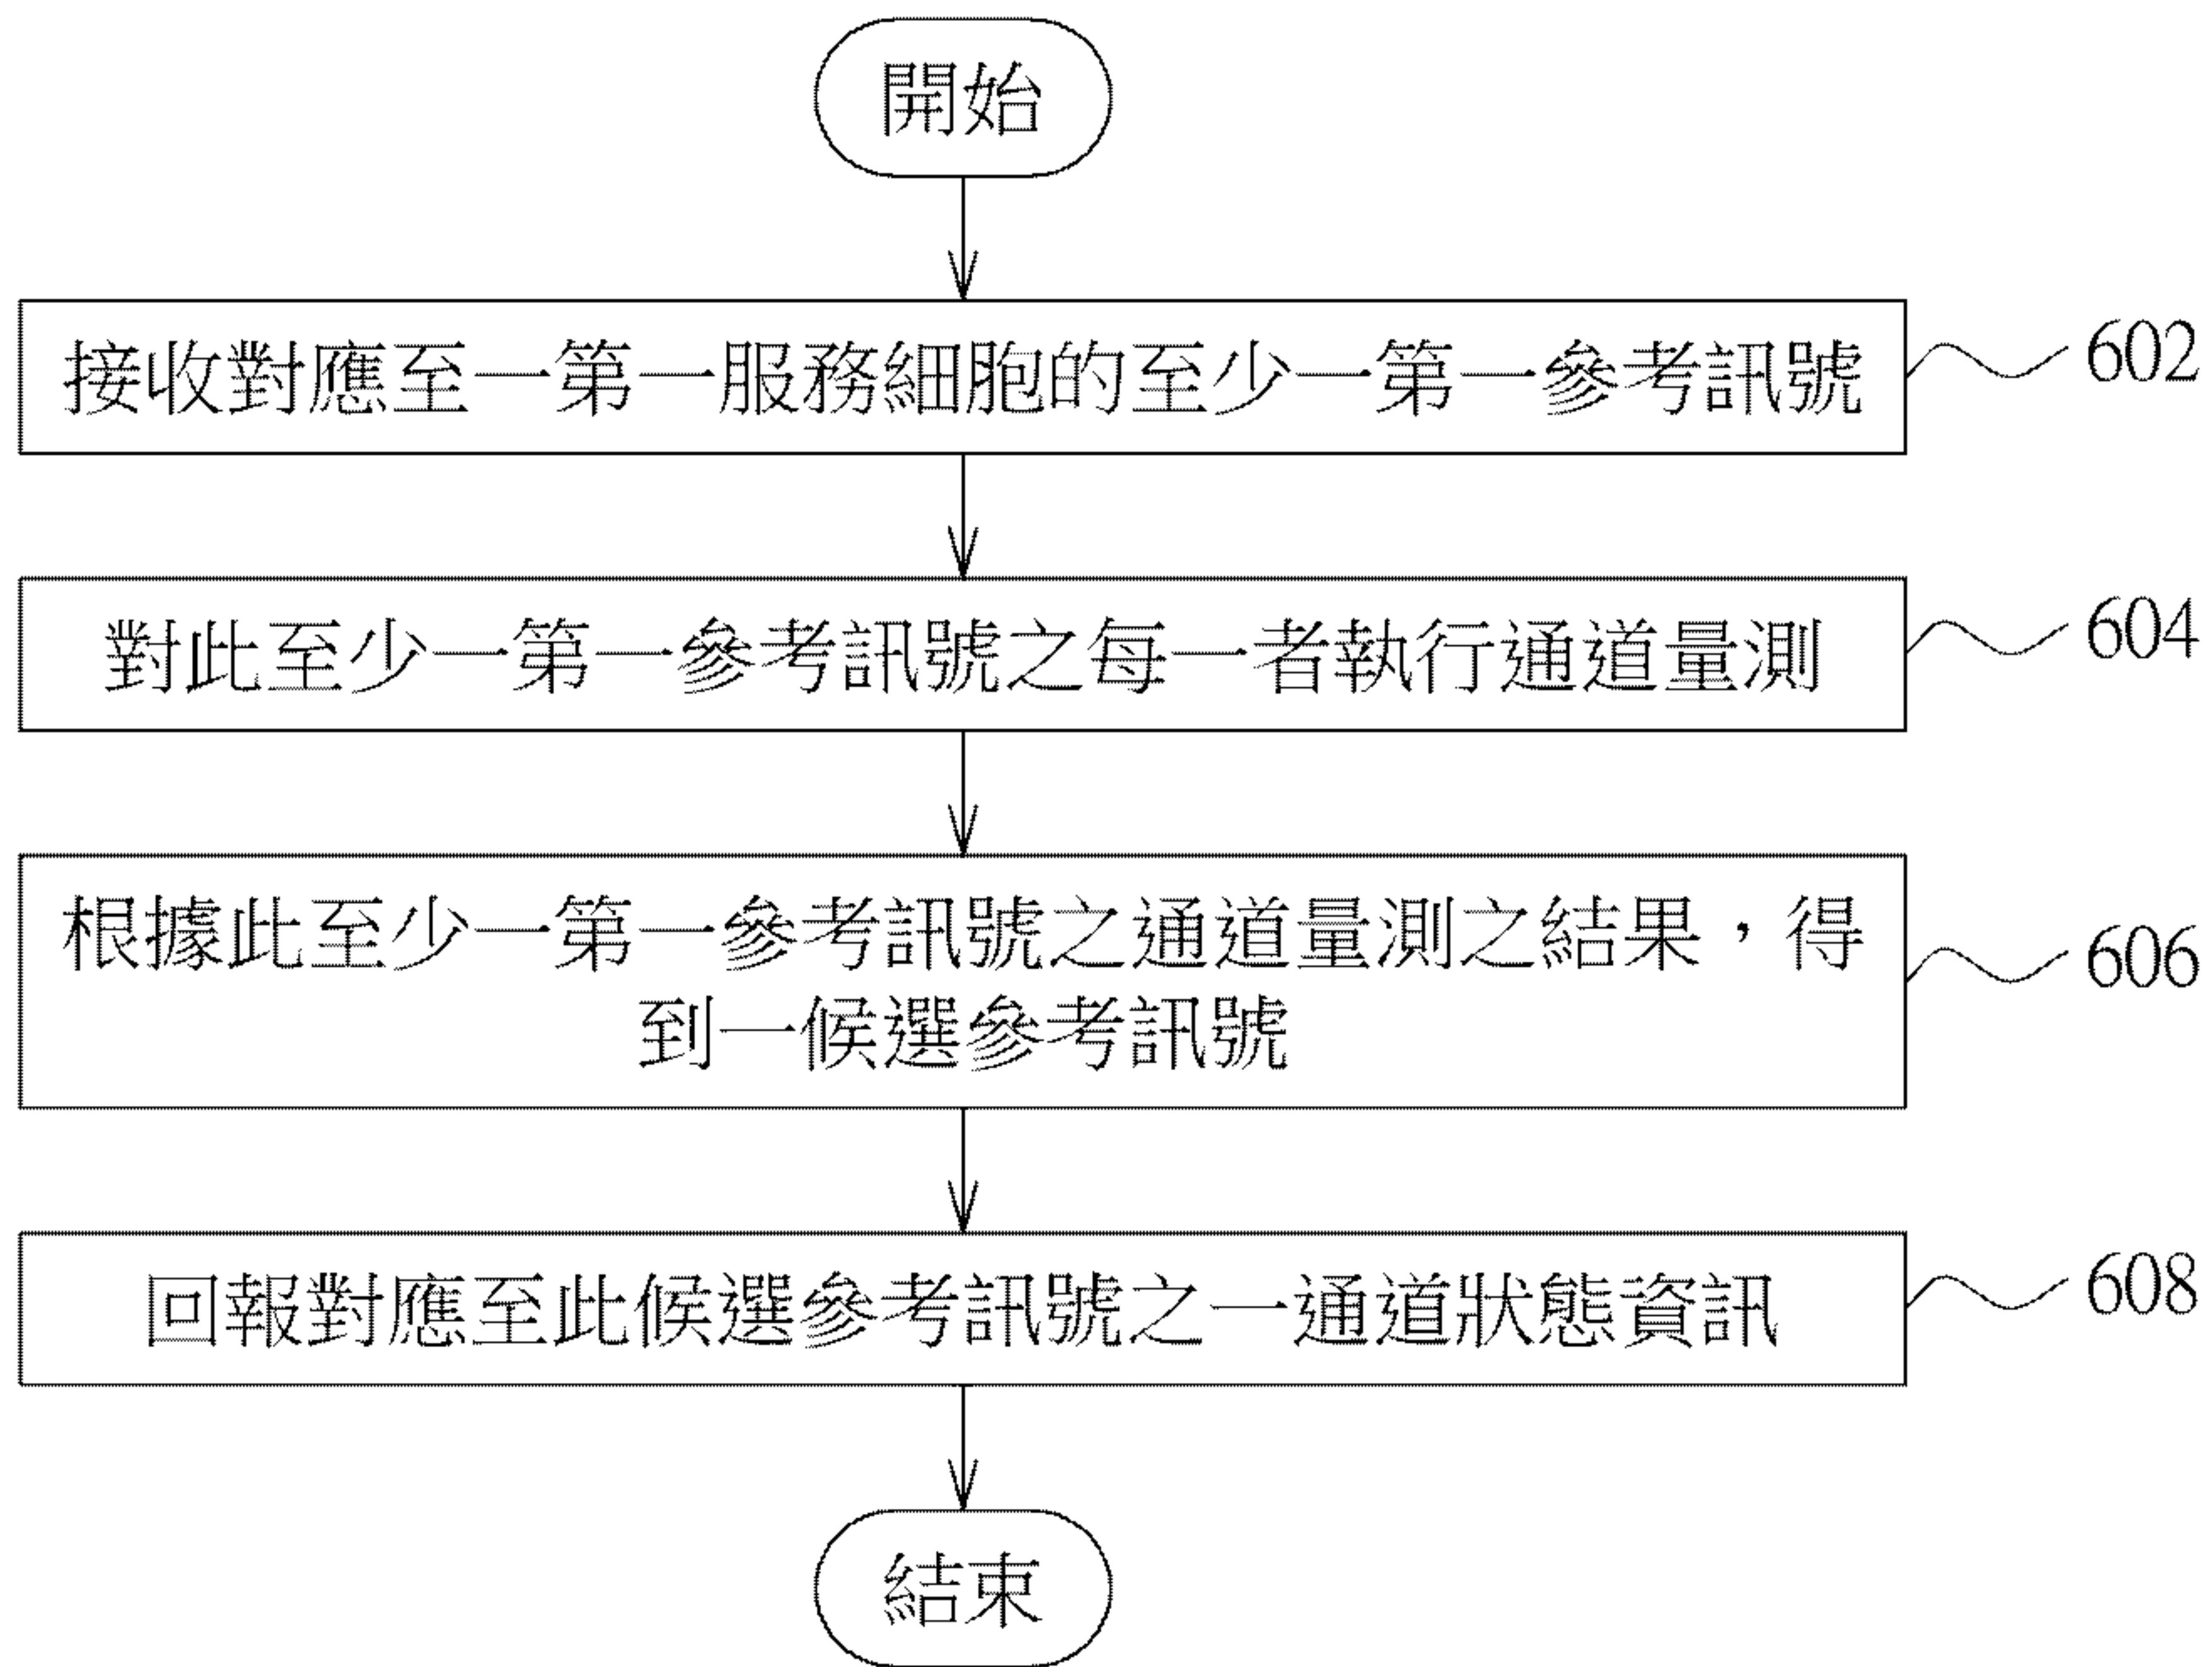 開始
接收對應至一第一服務細胞的至少一第一參考訊號
602
對此至少一第一參考訊號之每一者執行通道量測
604
根據此至少一第一參考訊號之通道量測之結果，得
到一候選參考訊號
606
回報對應至此候選參考訊號之一通道狀態資訊
608
結束